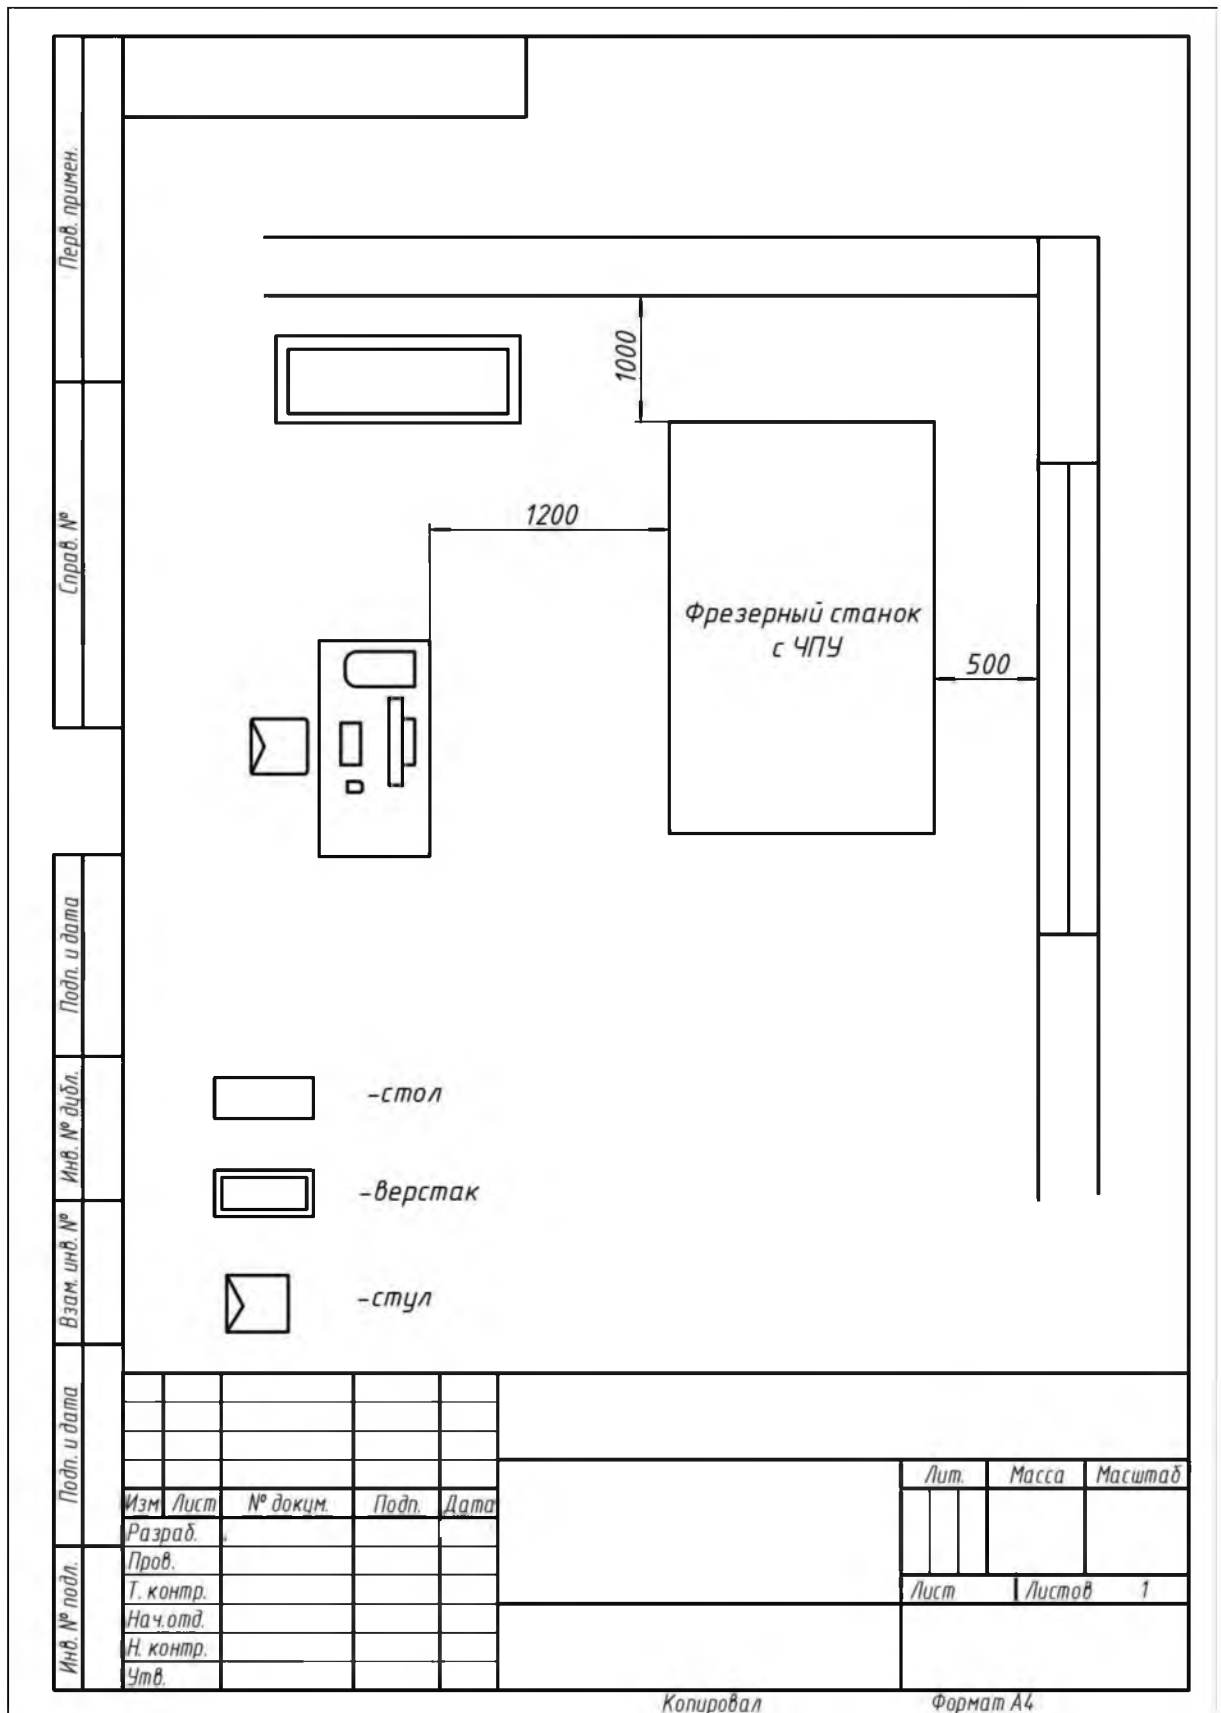 Перв. примен.
Справ. №
Подп. и дата
Инв. № дубл.
Взам. инв. №
Подп. и дата
Инв. № подл.
1000
1200
Фрезерный станок
с ЧПУ
500
-стол
-верстак
-стул
Изм Лист № докум. Подп. Дата
Разраб.
Пров.
Т. контр.
Нач.отд.
Н. контр.
Утв.
Лит. Масса Масштаб
Лист Листов 1
Копировал Формат А4